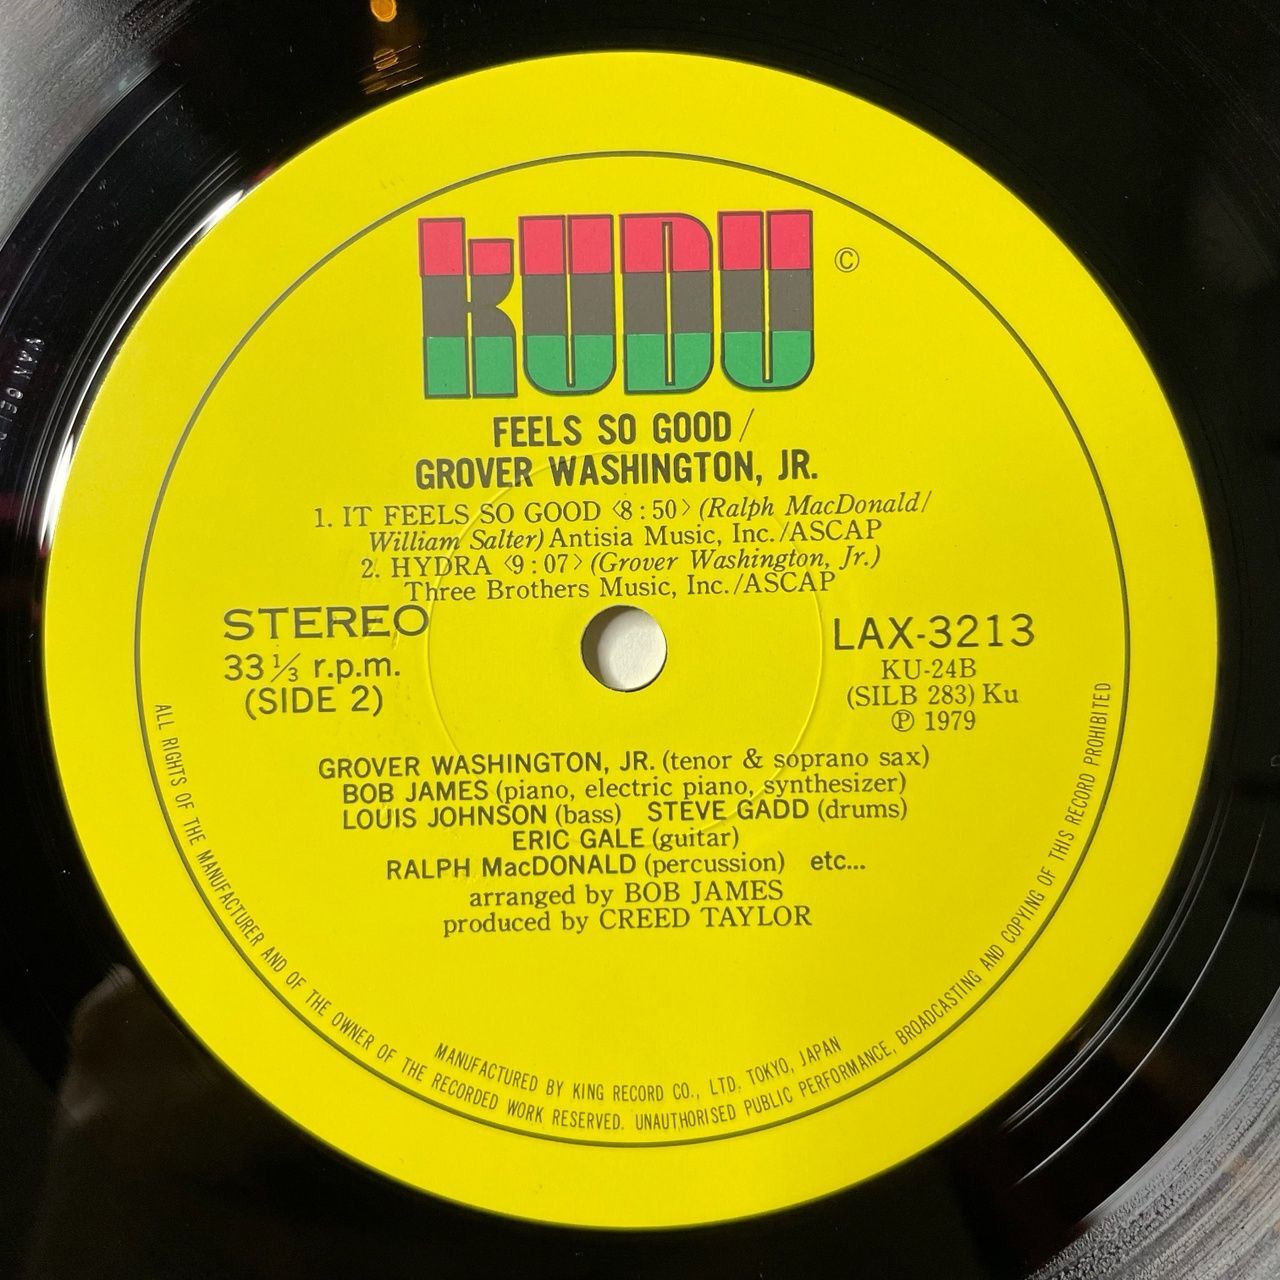 KUDU ©
FEELS SO GOOD/
GROVER WASHINGTON, JR.
1. IT FEELS SO GOOD <8:50> (Ralph MacDonald/
William Salter) Antisia Music, Inc./ASCAP
2. HYDRA <9:07> (Grover Washington, Jr.)
Three Brothers Music, Inc./ASCAP
STEREO
33 1/3 r.p.m.
(SIDE 2)
LAX-3213
KU-24B
(SILB 283) Ku
℗ 1979
GROVER WASHINGTON, JR. (tenor & soprano sax)
BOB JAMES (piano, electric piano, synthesizer)
LOUIS JOHNSON (bass) STEVE GADD (drums)
ERIC GALE (guitar)
RALPH MacDONALD (percussion) etc...
arranged by BOB JAMES
produced by CREED TAYLOR
MANUFACTURED BY KING RECORD CO., LTD. TOKYO, JAPAN
ALL RIGHTS OF THE MANUFACTURER AND OF THE OWNER OF THE RECORDED WORK RESERVED. UNAUTHORISED PUBLIC PERFORMANCE, BROADCASTING AND COPYING OF THIS RECORD PROHIBITED
VAN